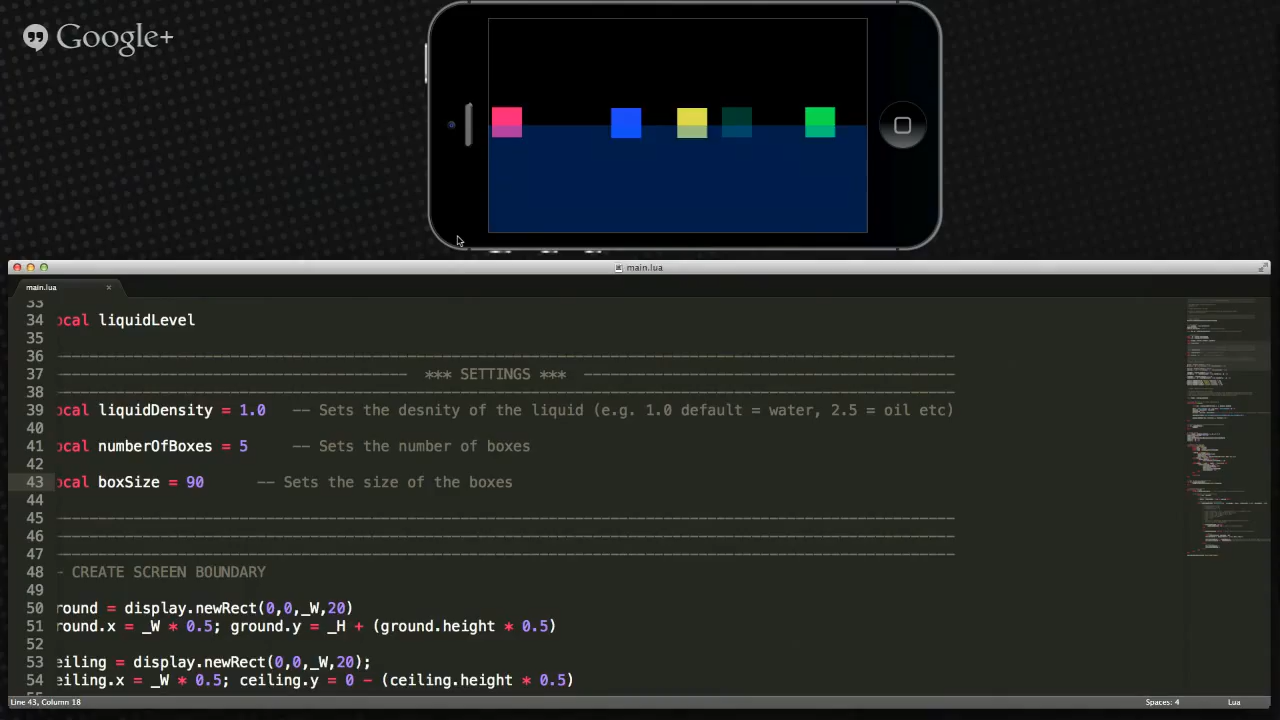 Google+
main.lua
main.lua
33
34 ocal liquidLevel
35
36
37 *** SETTINGS ***
38
39 ocal liquidDensity = 1.0 -- Sets the desnity of the liquid (e.g. 1.0 default = water, 2.5 = oil etc)
40
41 ocal numberOfBoxes = 5 -- Sets the number of boxes
42
43 ocal boxSize = 90 -- Sets the size of the boxes
44
45
46
47
48 - CREATE SCREEN BOUNDARY
49
50 round = display.newRect(0,0,_W,20)
51 round.x = _W * 0.5; ground.y = _H + (ground.height * 0.5)
52
53 eiling = display.newRect(0,0,_W,20);
54 eiling.x = _W * 0.5; ceiling.y = 0 - (ceiling.height * 0.5)
Line 43, Column 18 Spaces: 4 Lua